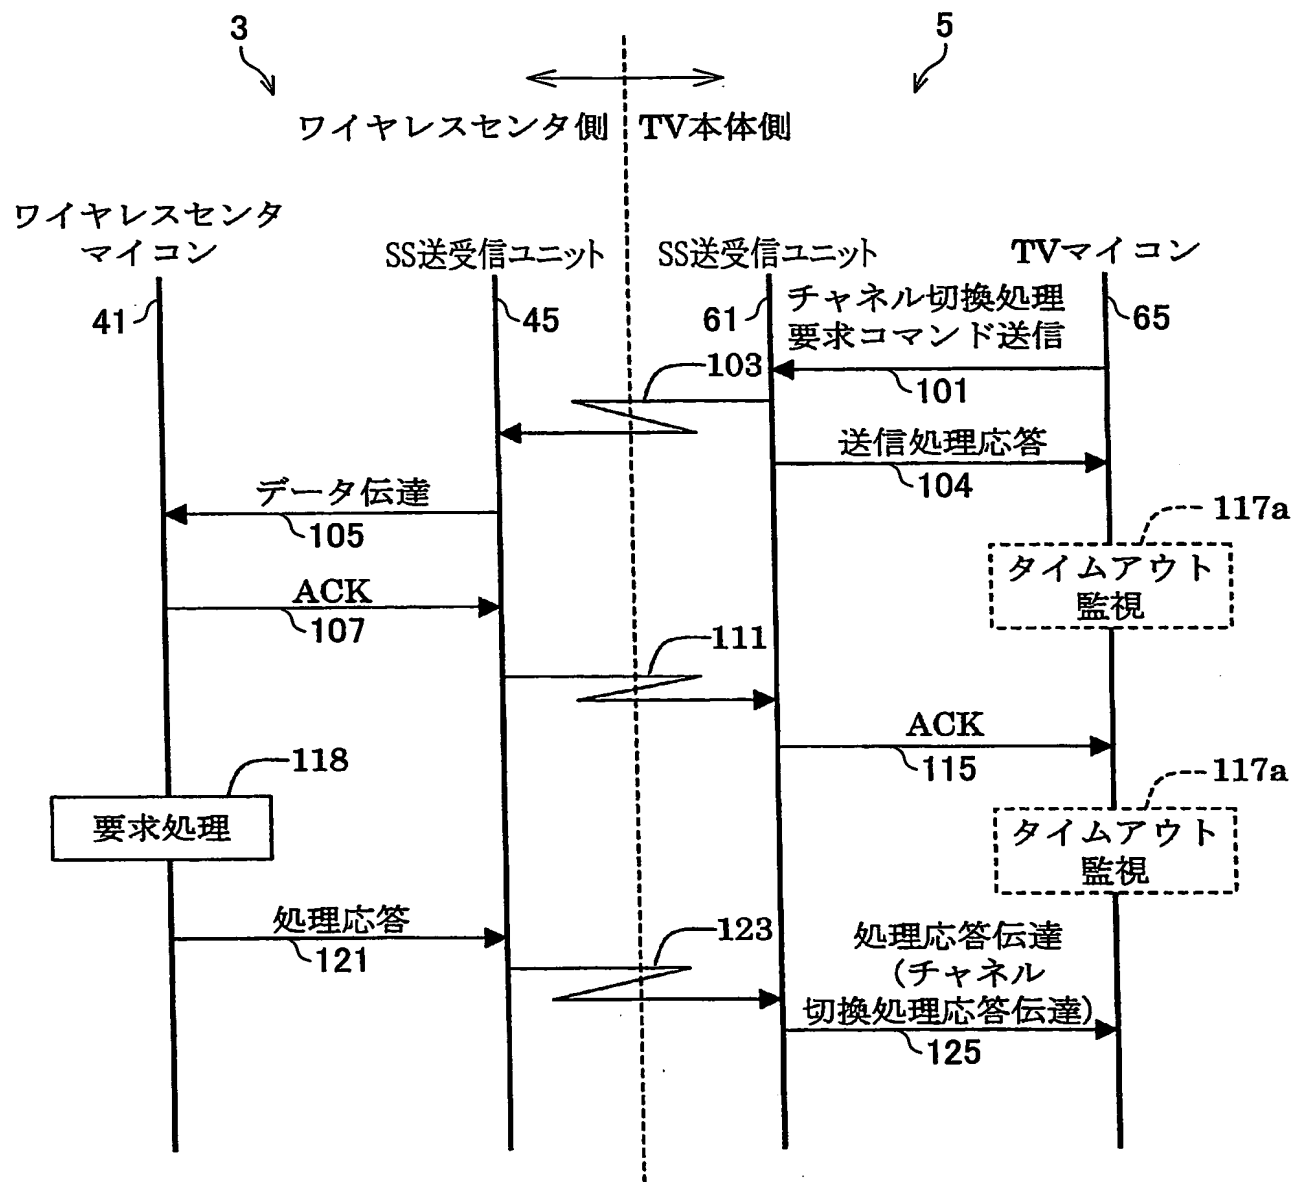 3
5
ワイヤレスセンタ側
TV本体側
ワイヤレスセンタ
マイコン
SS送受信ユニット
SS送受信ユニット
TVマイコン
41
45
61
65
チャネル切換処理
要求コマンド送信
103
101
送信処理応答
104
データ伝達
105
117a
タイムアウト
監視
ACK
107
111
ACK
115
118
117a
要求処理
タイムアウト
監視
処理応答
121
123
処理応答伝達
(チャネル
切換処理応答伝達)
125